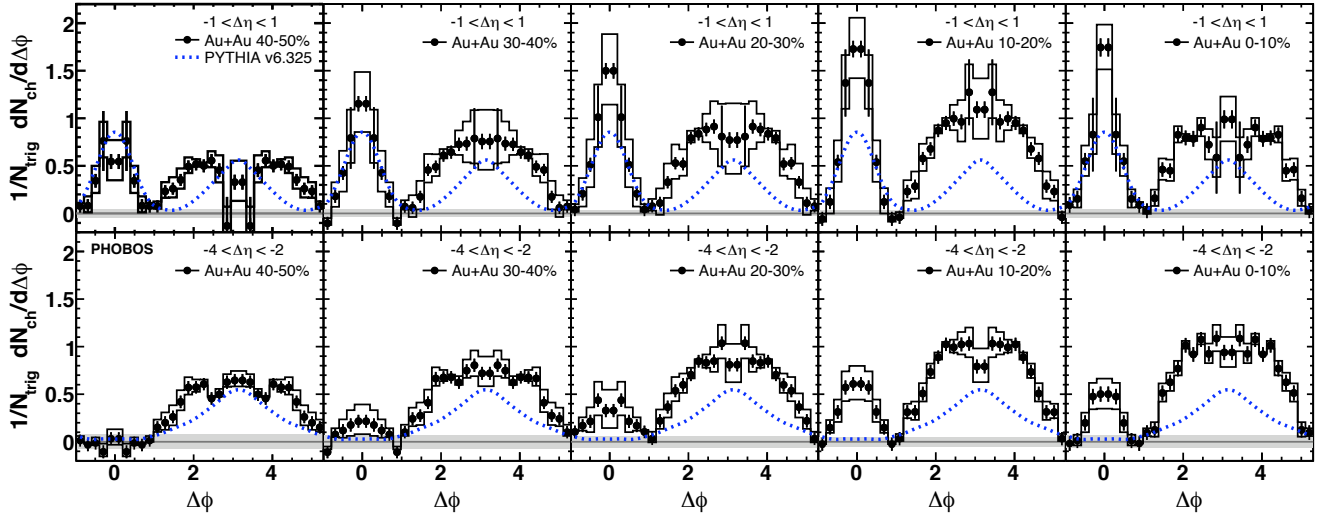 -1 < Δη < 1
Au+Au 40-50%
PYTHIA v6.325
-1 < Δη < 1
Au+Au 30-40%
-1 < Δη < 1
Au+Au 20-30%
-1 < Δη < 1
Au+Au 10-20%
-1 < Δη < 1
Au+Au 0-10%
1/N_trig dN_ch/dΔφ
2
1.5
1
0.5
0
PHOBOS
-4 < Δη < -2
Au+Au 40-50%
-4 < Δη < -2
Au+Au 30-40%
-4 < Δη < -2
Au+Au 20-30%
-4 < Δη < -2
Au+Au 10-20%
-4 < Δη < -2
Au+Au 0-10%
1/N_trig dN_ch/dΔφ
2
1.5
1
0.5
0
0 2 4 0 2 4 0 2 4 0 2 4 0 2 4
Δφ Δφ Δφ Δφ Δφ